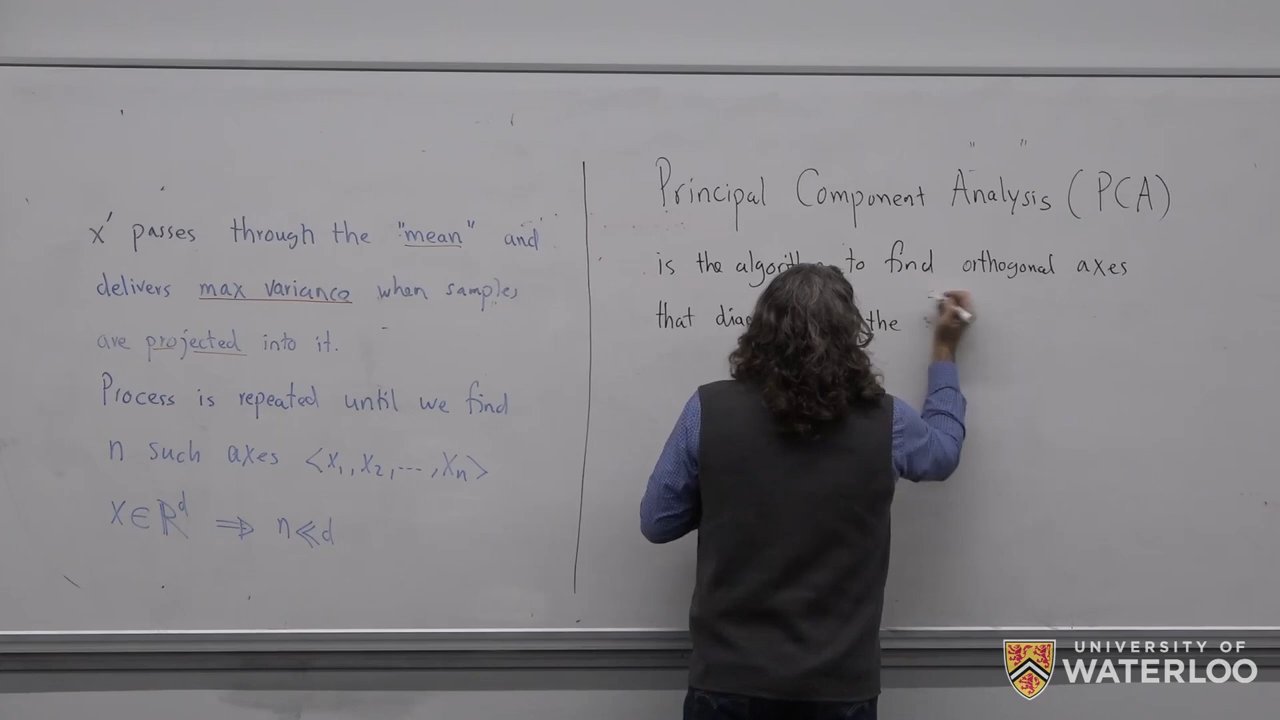 x′ passes through the "mean" and
delivers max variance when samples
are projected into it.
Process is repeated until we find
n such axes <x₁, x₂, ..., xₙ>
x∈ℝᵈ ⇒ n≪d
Principal Component Analysis (PCA)
is the to find orthogonal axes
that the
UNIVERSITY OF
WATERLOO